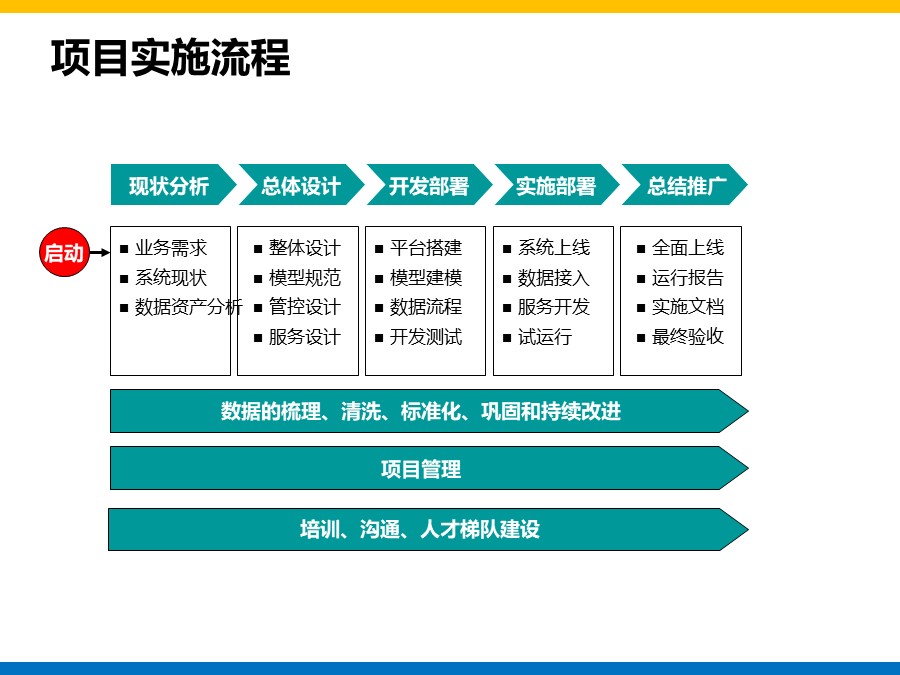 项目实施流程
现状分析
总体设计
开发部署
实施部署
总结推广
启动
■ 业务需求
■ 系统现状
■ 数据资产分析
■ 整体设计
■ 模型规范
■ 管控设计
■ 服务设计
■ 平台搭建
■ 模型建模
■ 数据流程
■ 开发测试
■ 系统上线
■ 数据接入
■ 服务开发
■ 试运行
■ 全面上线
■ 运行报告
■ 实施文档
■ 最终验收
数据的梳理、清洗、标准化、巩固和持续改进
项目管理
培训、沟通、人才梯队建设